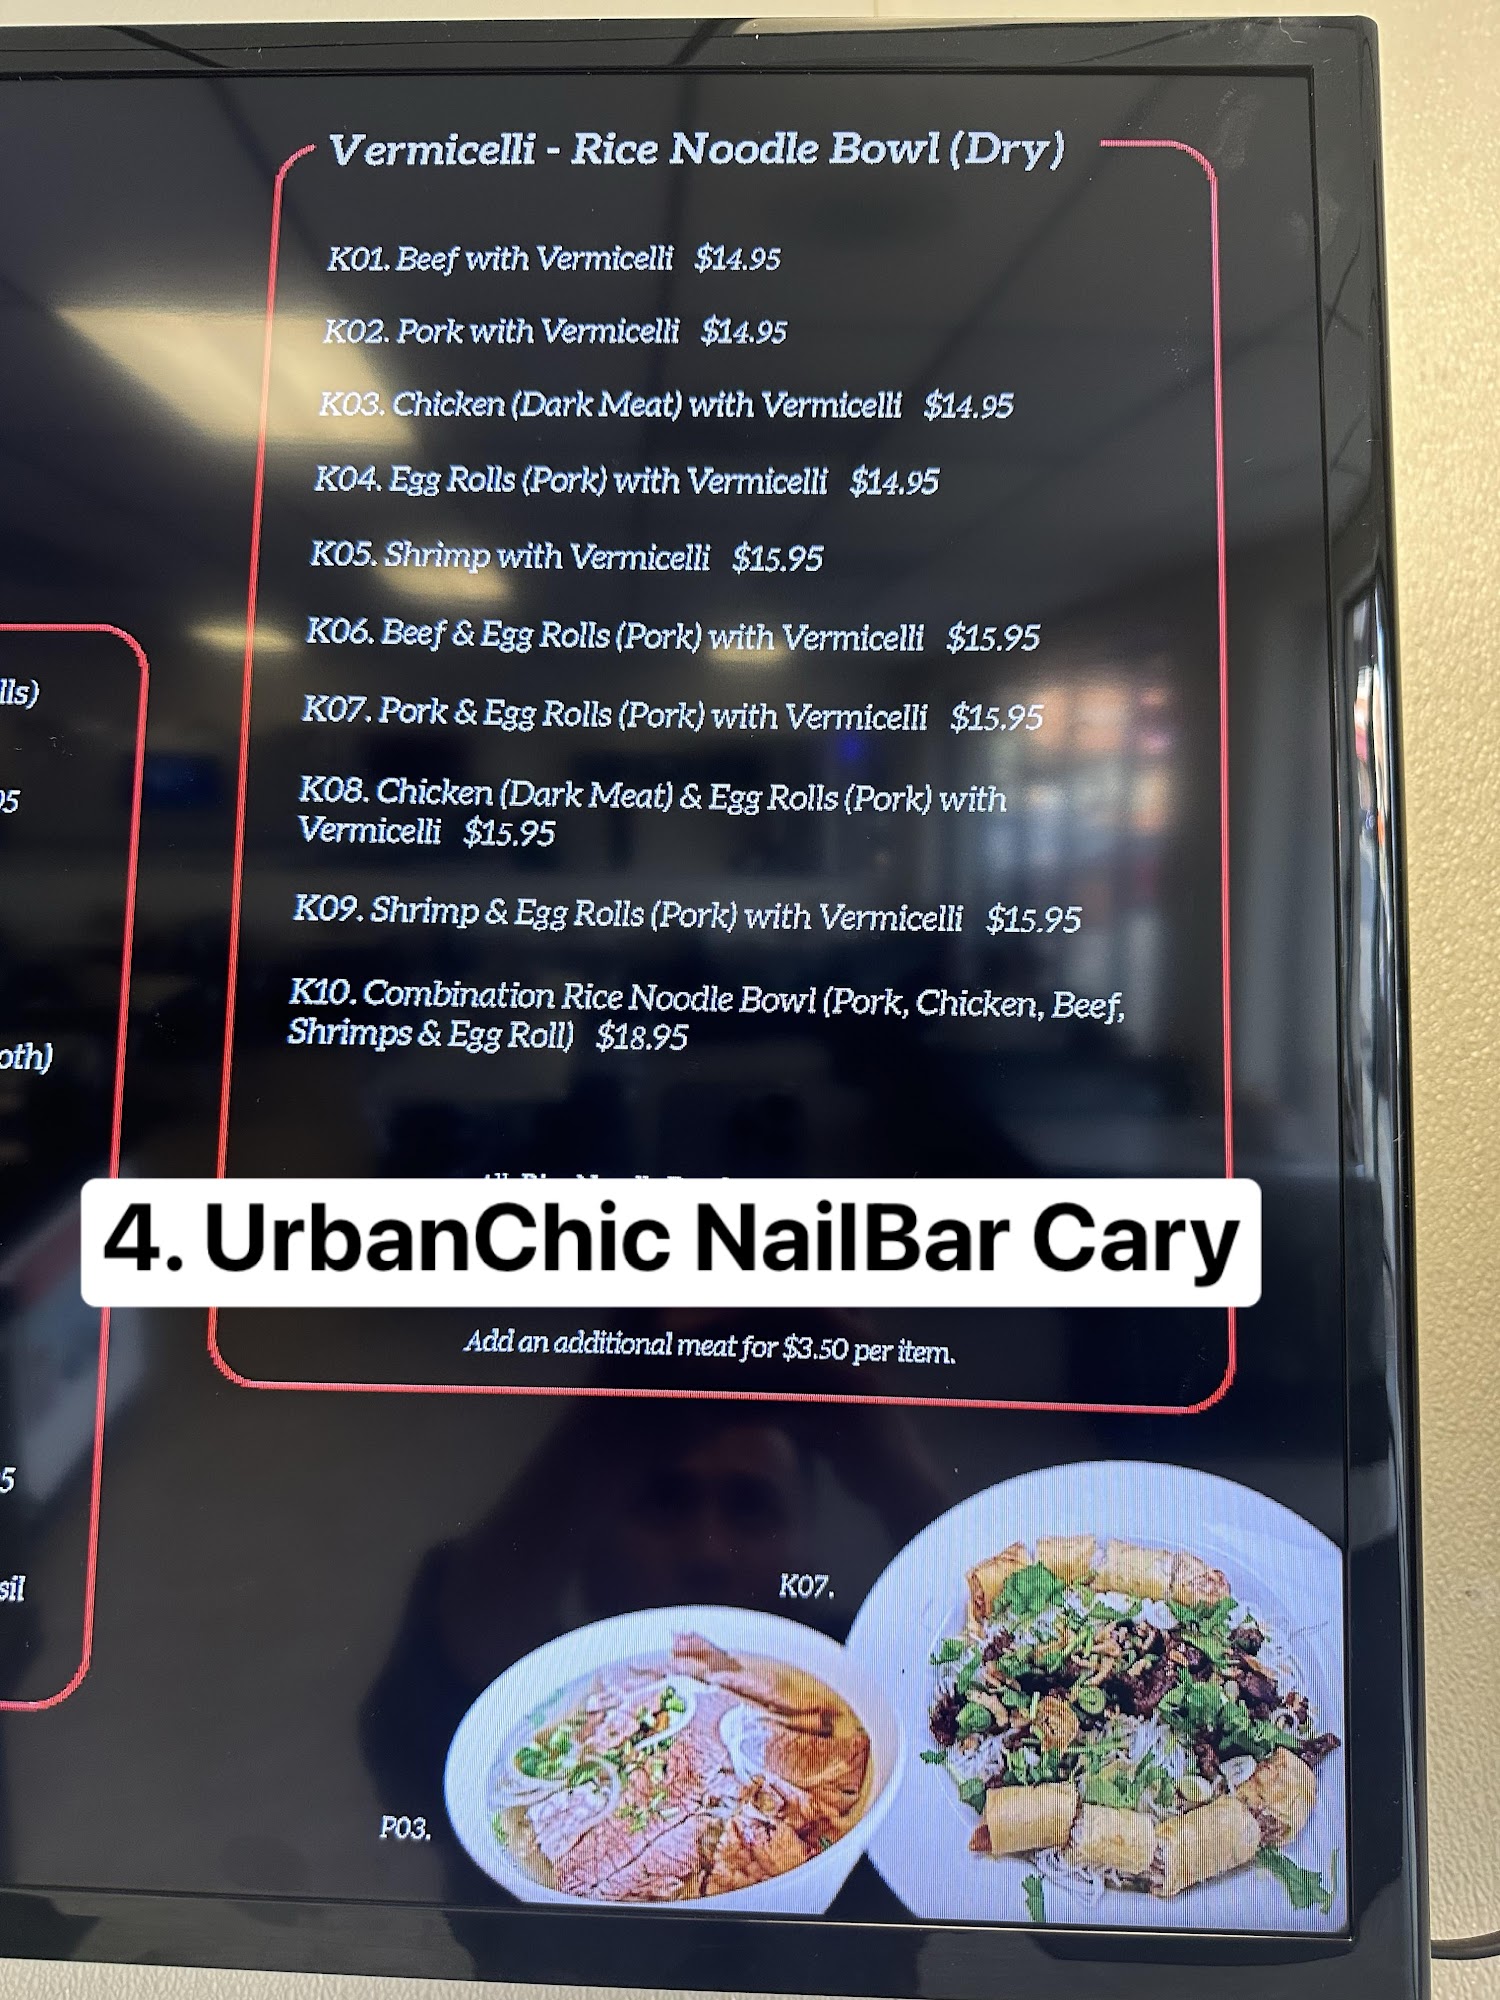 Vermicelli - Rice Noodle Bowl (Dry)
K01. Beef with Vermicelli $14.95
K02. Pork with Vermicelli $14.95
K03. Chicken (Dark Meat) with Vermicelli $14.95
K04. Egg Rolls (Pork) with Vermicelli $14.95
K05. Shrimp with Vermicelli $15.95
K06. Beef & Egg Rolls (Pork) with Vermicelli $15.95
K07. Pork & Egg Rolls (Pork) with Vermicelli $15.95
K08. Chicken (Dark Meat) & Egg Rolls (Pork) with
Vermicelli $15.95
K09. Shrimp & Egg Rolls (Pork) with Vermicelli $15.95
K10. Combination Rice Noodle Bowl (Pork, Chicken, Beef,
Shrimps & Egg Roll) $18.95
4. UrbanChic NailBar Cary
Add an additional meat for $3.50 per item.
K07.
P03.
lls)
95
oth)
5
sil